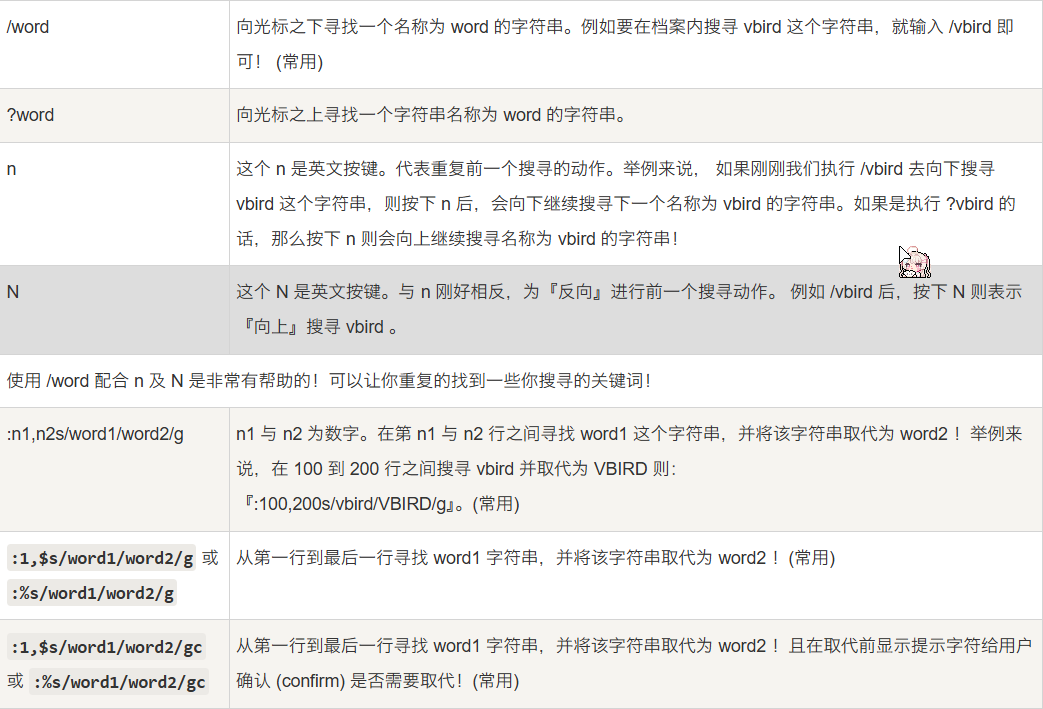 /word
向光标之下寻找一个名称为 word 的字符串。例如要在档案内搜寻 vbird 这个字符串，就输入 /vbird 即
可！ (常用)
?word
向光标之上寻找一个字符串名称为 word 的字符串。
n
这个 n 是英文按键。代表重复前一个搜寻的动作。举例来说， 如果刚刚我们执行 /vbird 去向下搜寻
vbird 这个字符串，则按下 n 后，会向下继续搜寻下一个名称为 vbird 的字符串。如果是执行 ?vbird 的
话，那么按下 n 则会向上继续搜寻名称为 vbird 的字符串！
N
这个 N 是英文按键。与 n 刚好相反，为『反向』进行前一个搜寻动作。 例如 /vbird 后，按下 N 则表示
『向上』搜寻 vbird 。
使用 /word 配合 n 及 N 是非常有帮助的！可以让你重复的找到一些你搜寻的关键词！
:n1,n2s/word1/word2/g
n1 与 n2 为数字。在第 n1 与 n2 行之间寻找 word1 这个字符串，并将该字符串取代为 word2 ！举例来
说，在 100 到 200 行之间搜寻 vbird 并取代为 VBIRD 则：
『:100,200s/vbird/VBIRD/g』。(常用)
:1,$s/word1/word2/g 或
:%s/word1/word2/g
从第一行到最后一行寻找 word1 字符串，并将该字符串取代为 word2 ！(常用)
:1,$s/word1/word2/gc
或 :%s/word1/word2/gc
从第一行到最后一行寻找 word1 字符串，并将该字符串取代为 word2 ！且在取代前显示提示字符给用户
确认 (confirm) 是否需要取代！(常用)